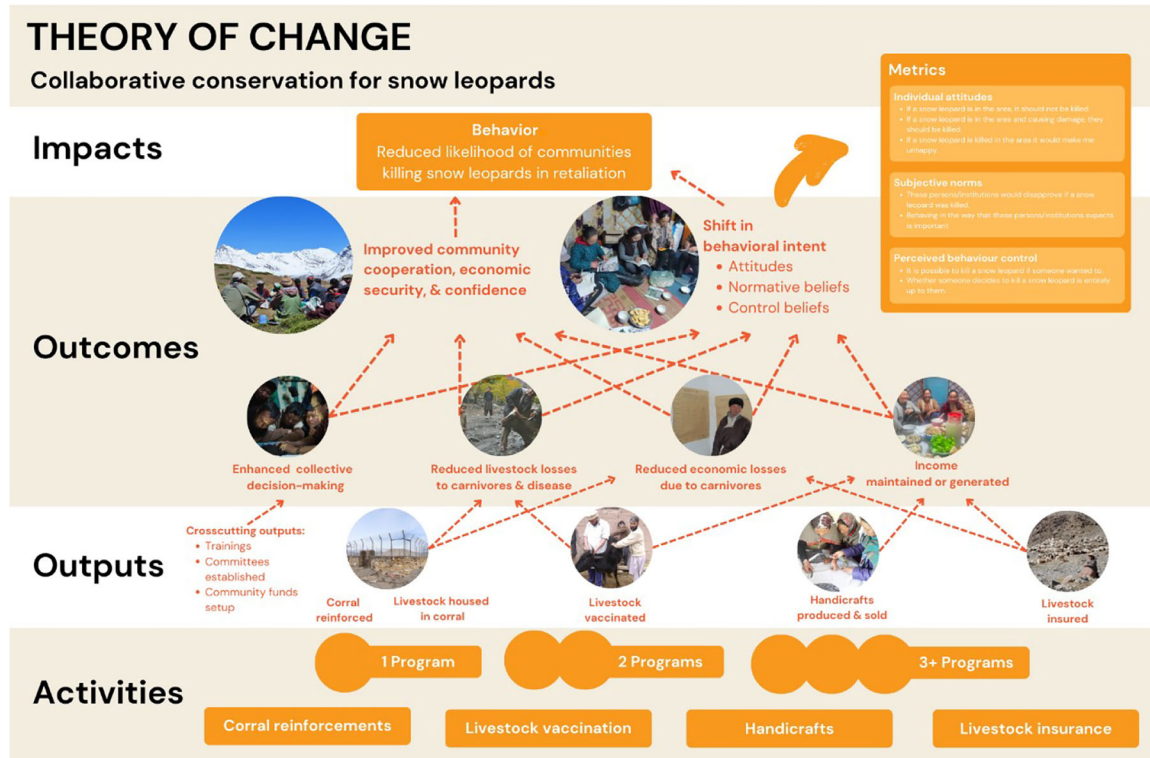 THEORY OF CHANGE
Collaborative conservation for snow leopards
Metrics
Individual attitudes
If a snow leopard is in the area, it should not be killed.
If a snow leopard is in the area and causing damage, they
should be killed
If a snow leopard is killed in the area it would make me
unhappy.
Subjective norms
These persons/institutions would disapprove if a snow
leopard was killed.
Behaving in the way that these persons/institutions expects
is important
Perceived behaviour control
It is possible to kill a snow leopard if someone wanted to.
Whether someone decides to kill a snow leopard is entirely
up to them.
Impacts
Behavior
Reduced likelihood of communities
killing snow leopards in retaliation
Outcomes
Improved community
cooperation, economic
security, & confidence
Shift in
behavioral intent
Attitudes
Normative beliefs
Control beliefs
Enhanced collective
decision-making
Reduced livestock losses
to carnivores & disease
Reduced economic losses
due to carnivores
Income
maintained or generated
Outputs
Crosscutting outputs:
Trainings
Committees
established
Community funds
setup
Corral
reinforced
Livestock housed
in corral
Livestock
vaccinated
Handicrafts
produced & sold
Livestock
insured
Activities
1 Program
2 Programs
3+ Programs
Corral reinforcements
Livestock vaccination
Handicrafts
Livestock insurance